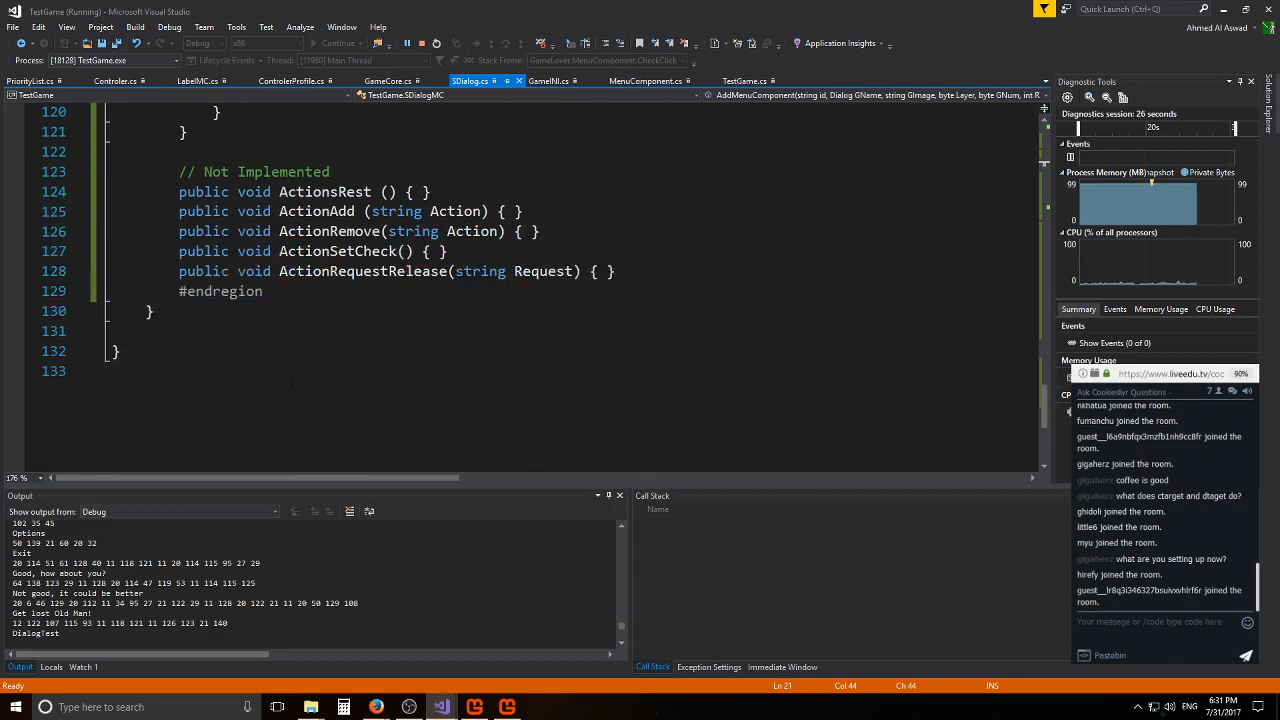 TestGame (Running) - Microsoft Visual Studio
Quick Launch (Ctrl+Q)
File Edit View Project Build Debug Team Tools Test Analyze Window Help
Ahmed Al Aswad
Debug x86 Continue Application Insights
Process: [18128] TestGame.exe Lifecycle Events Thread: [11960] Main Thread Stack Frame: GameLover.MenuComponent.CheckClick
PriorityList.cs Controler.cs LabelMC.cs ControlerProfile.cs GameCore.cs SDialog.cs GameINI.cs MenuComponent.cs TestGame.cs
TestGame TestGame.SDialogMC AddMenuComponent(string id, Dialog GName, string GImage, byte Layer, byte GNum, int R
120 }
121 }
122
123 // Not Implemented
124 public void ActionsRest () { }
125 public void ActionAdd (string Action) { }
126 public void ActionRemove(string Action) { }
127 public void ActionSetCheck() { }
128 public void ActionRequestRelease(string Request) { }
129 #endregion
130 }
131
132 }
133
176 %
Diagnostic Tools
Diagnostics session: 26 seconds
20s
Events
Process Memory (MB) napshot Private Bytes
99 99
0 0
CPU (% of all processors)
100 100
0 0
Summary Events Memory Usage CPU Usage
Events
Show Events (0 of 0)
Memory Usage
CP
https://www.liveedu.tv/coc 90%
Ask Cookieslyr Questions - 7
nkhatua joined the room.
fumanchu joined the room.
guest__l6a9nbfqx3mzfb1nh9cc8fr joined the
room.
gigaherz joined the room.
gigaherz coffee is good
gigaherz what does ctarget and dtaget do?
ghidoli joined the room.
little6 joined the room.
myu joined the room.
gigaherz what are you setting up now?
hirefy joined the room.
guest__lr8q3i346327bsuivxvhlrf6r joined the
room.
Your message or /code type code here
Pastebin
Output
Show output from: Debug
102 35 45
Options
50 139 21 60 20 32
Exit
20 114 51 61 128 40 11 118 121 11 20 114 115 95 27 29
Good, how about you?
64 138 123 29 11 128 20 114 47 119 53 11 114 115 125
Not good, it could be better
20 6 46 129 20 112 11 34 95 27 21 122 29 11 128 20 122 21 11 20 50 129 108
Get lost Old Man!
12 122 107 115 93 11 118 121 11 126 123 21 140
DialogTest
Output Locals Watch 1
Call Stack
Name
Call Stack Exception Settings Immediate Window
Ready Ln 21 Col 44 Ch 44 INS
Type here to search
ENG 6:31 PM
7/31/2017